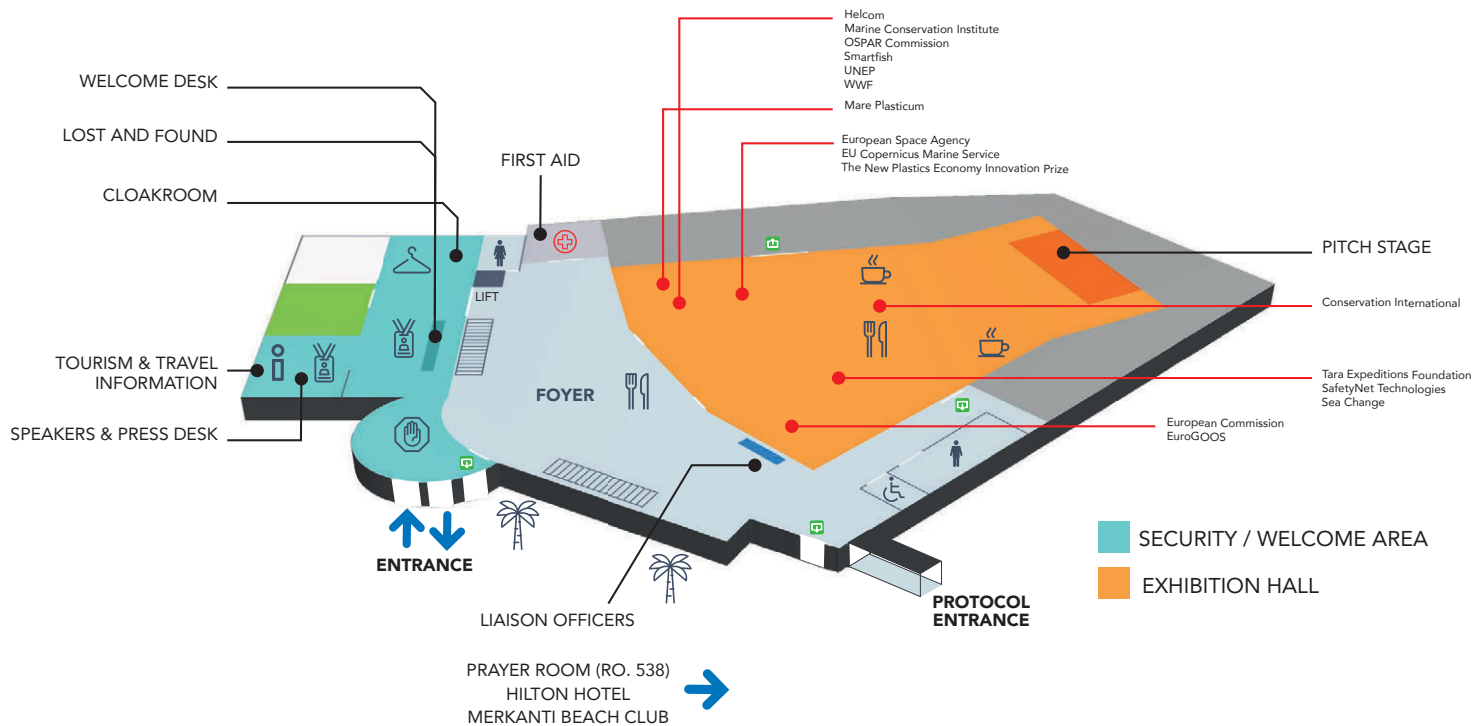 Helcom
Marine Conservation Institute
OSPAR Commission
Smartfish
UNEP
WWF
WELCOME DESK
Mare Plasticum
LOST AND FOUND
European Space Agency
EU Copernicus Marine Service
The New Plastics Economy Innovation Prize
FIRST AID
CLOAKROOM
PITCH STAGE
LIFT
Conservation International
TOURISM & TRAVEL
INFORMATION
FOYER
Tara Expeditions Foundation
SafetyNet Technologies
Sea Change
SPEAKERS & PRESS DESK
European Commission
EuroGOOS
SECURITY / WELCOME AREA
ENTRANCE
EXHIBITION HALL
PROTOCOL
ENTRANCE
LIAISON OFFICERS
PRAYER ROOM (RO. 538)
HILTON HOTEL
MERKANTI BEACH CLUB